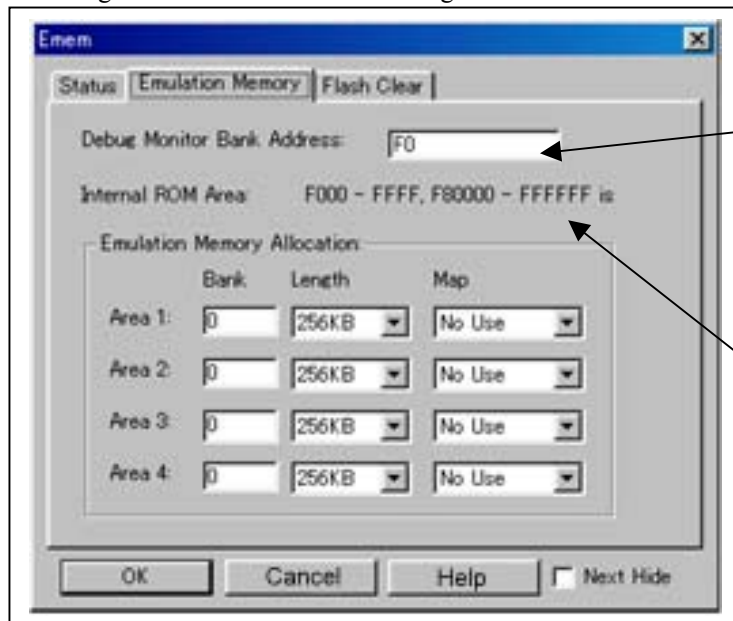 Emem
Status Emulation Memory Flash Clear
Debug Monitor Bank Address: F0
Internal ROM Area: F000 - FFFF, F80000 - FFFFFF is
Emulation Memory Allocation
Bank Length Map
Area 1: 0 256KB No Use
Area 2: 0 256KB No Use
Area 3: 0 256KB No Use
Area 4: 0 256KB No Use
OK Cancel Help Next Hide